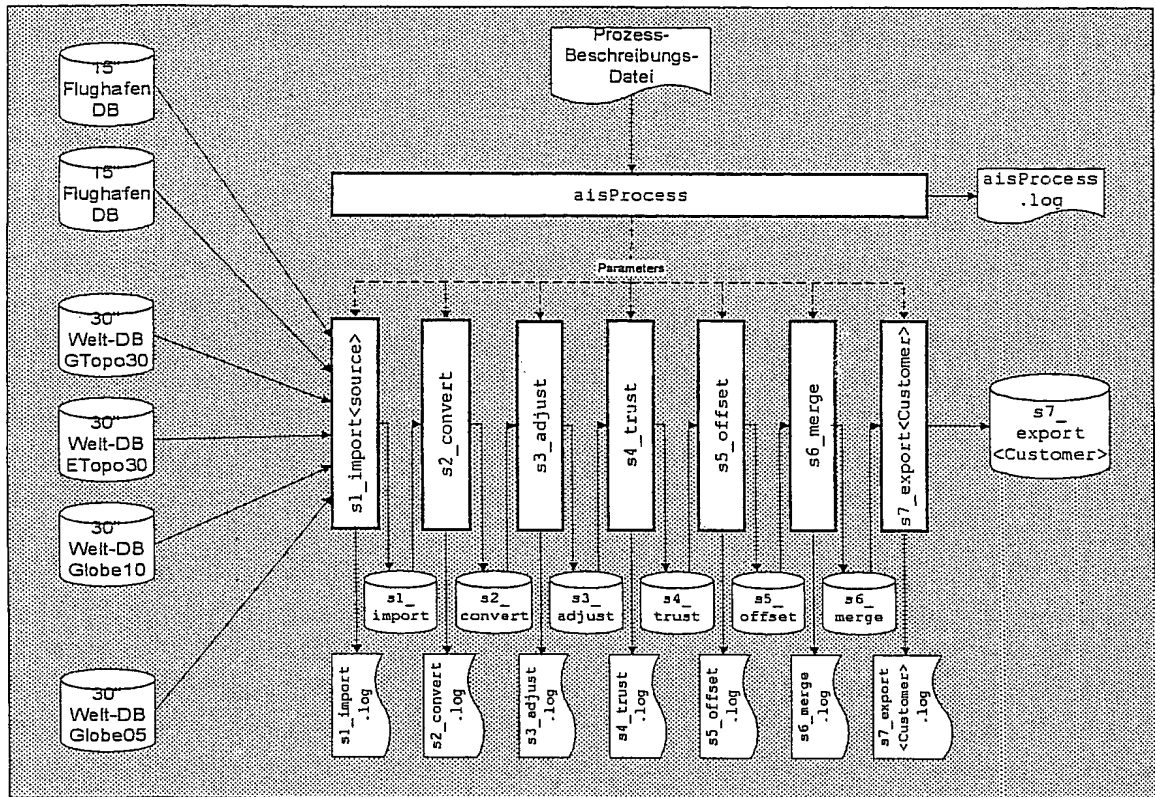 Prozess-
Beschreibungs-
Datei
15"
Flughafen
DB
15"
Flughafen
DB
aisProcess
aisProcess
.log
Parameters
30"
Welt-DB
GTopo30
30"
Welt-DB
ETopo30
30"
Welt-DB
Globe10
30"
Welt-DB
Globe05
s1_import<source>
s2_convert
s3_adjust
s4_trust
s5_offset
s6_merge
s7_export<Customer>
s7_
export
<Customer>
s1_
import
s2_
convert
s3_
adjust
s4_
trust
s5_
offset
s6_
merge
s1_import
.log
s2_convert
.log
s3_adjust
.log
s4_trust
.log
s5_offset
.log
s6_merge
.log
s7_export
<Customer>
.log